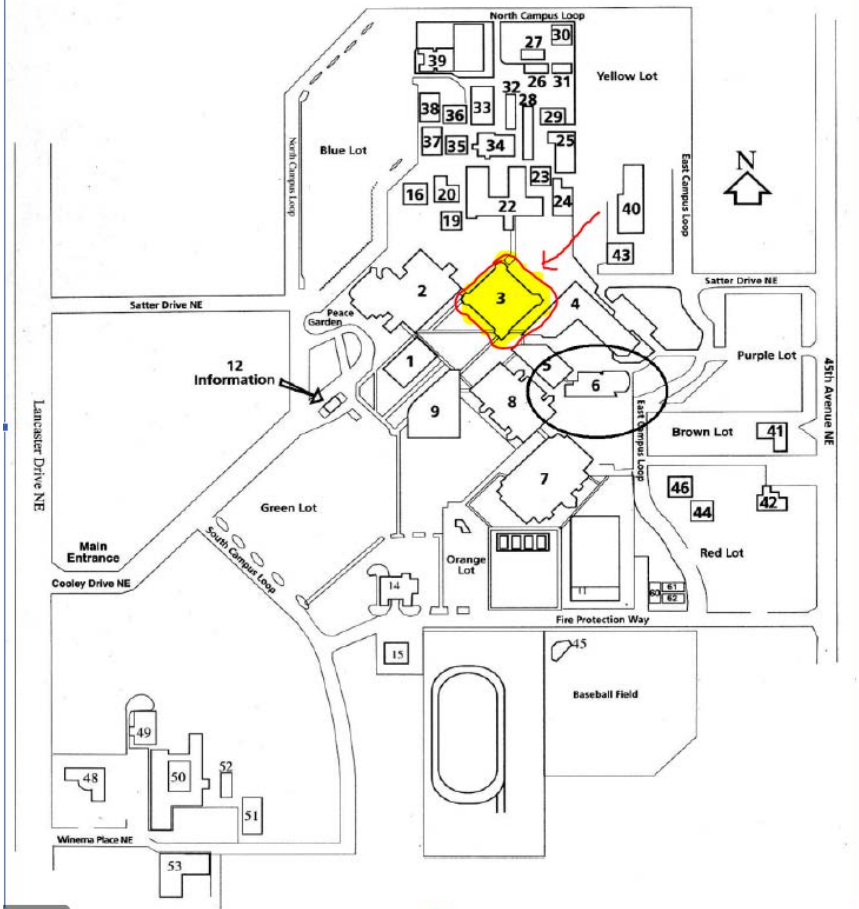 North Campus Loop
30
27
39
26
31
Yellow Lot
32
28
38
36
33
29
37
35
34
25
Blue Lot
North Campus Loop
East Campus Loop
N
16
20
22
23
24
40
19
43
Satter Drive NE
2
3
4
Satter Drive NE
Peace
Garden
12
Information
1
5
6
Purple Lot
9
8
45th Avenue NE
Lancaster Drive NE
East Campus Loop
Brown Lot
41
7
46
44
42
Green Lot
South Campus Loop
Main
Entrance
Orange
Lot
Red Lot
Cooley Drive NE
14
11
60
61
62
Fire Protection Way
15
45
Baseball Field
49
48
50
52
51
Winema Place NE
53